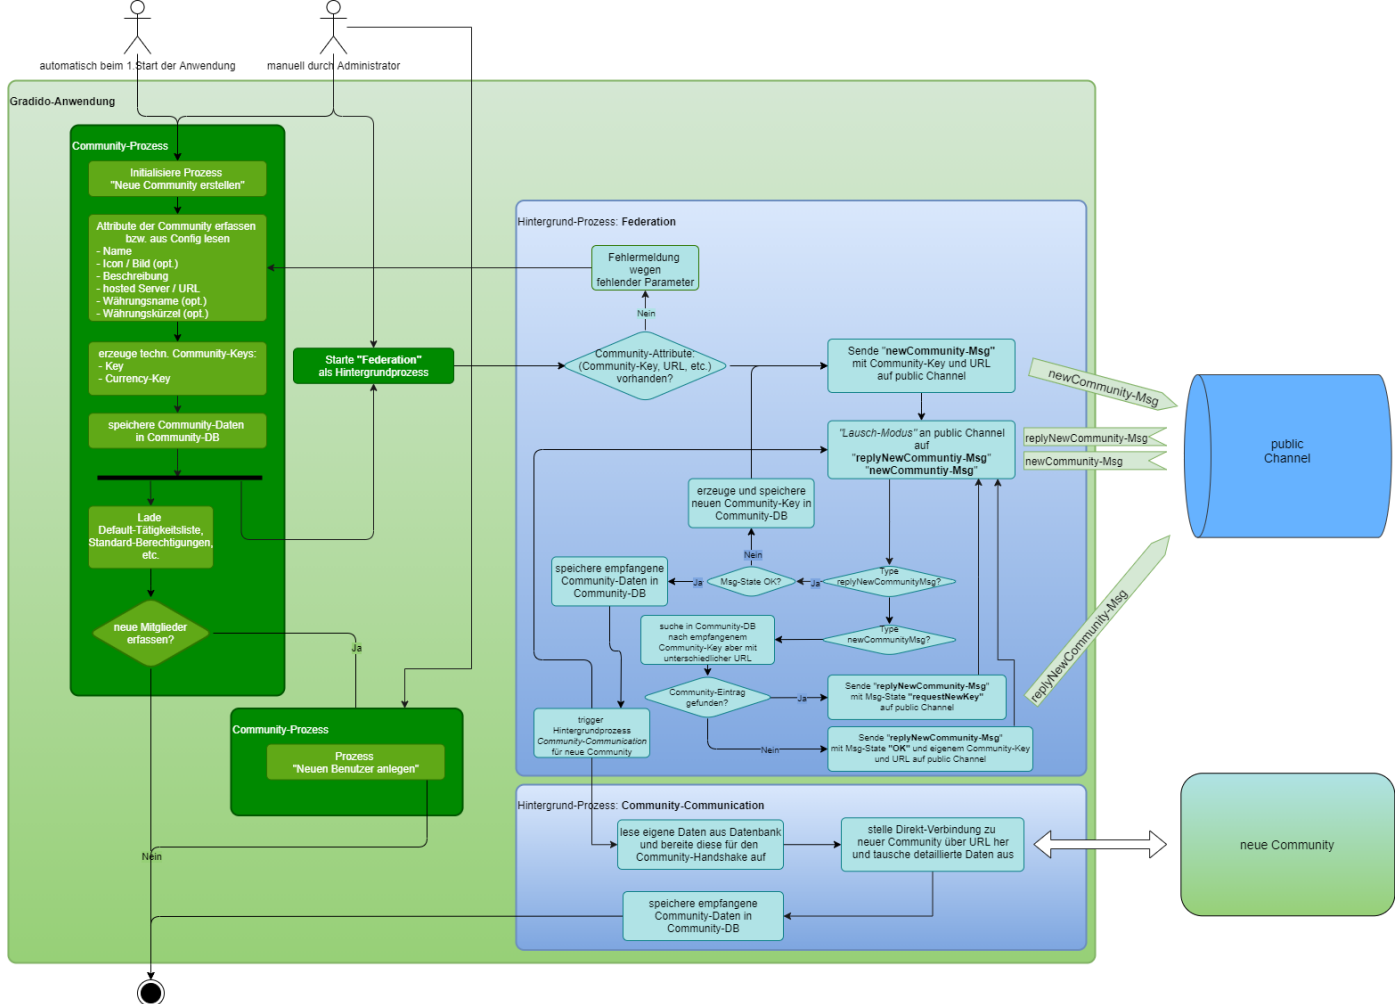 automatisch beim 1.Start der Anwendung
manuell durch Administrator
Gradido-Anwendung
Community-Prozess
Initialisiere Prozess
"Neue Community erstellen"
Attribute der Community erfassen
bzw. aus Config lesen
- Name
- Icon / Bild (opt.)
- Beschreibung
- hosted Server / URL
- Währungsname (opt.)
- Währungskürzel (opt.)
erzeuge techn. Community-Keys:
- Key
- Currency-Key
speichere Community-Daten
in Community-DB
Lade
Default-Tätigkeitsliste,
Standard-Berechtigungen,
etc.
neue Mitglieder
erfassen?
Ja
Nein
Community-Prozess
Prozess
"Neuen Benutzer anlegen"
Starte "Federation"
als Hintergrundprozess
Hintergrund-Prozess: Federation
Fehlermeldung
wegen
fehlender Parameter
Nein
Community-Attribute:
(Community-Key, URL, etc.)
vorhanden?
Sende "newCommunity-Msg"
mit Community-Key und URL
auf public Channel
"Lausch-Modus" an public Channel
auf
"replyNewCommuntiy-Msg"
"newCommuntiy-Msg"
erzeuge und speichere
neuen Community-Key in
Community-DB
Nein
speichere empfangene
Community-Daten in
Community-DB
Ja
Msg-State OK?
Ja
Type
replyNewCommunityMsg?
Type
newCommunityMsg?
suche in Community-DB
nach empfangenem
Community-Key aber mit
unterschiedlicher URL
Community-Eintrag
gefunden?
Ja
Nein
Sende "replyNewCommunity-Msg"
mit Msg-State "requestNewKey"
auf public Channel
Sende "replyNewCommunity-Msg"
mit Msg-State "OK" und eigenem Community-Key
und URL auf public Channel
trigger
Hintergrundprozess
Community-Communication
für neue Community
Hintergrund-Prozess: Community-Communication
lese eigene Daten aus Datenbank
und bereite diese für den
Community-Handshake auf
stelle Direkt-Verbindung zu
neuer Community über URL her
und tausche detaillierte Daten aus
speichere empfangene
Community-Daten in
Community-DB
newCommunity-Msg
replyNewCommunity-Msg
newCommunity-Msg
replyNewCommunity-Msg
public
Channel
neue Community